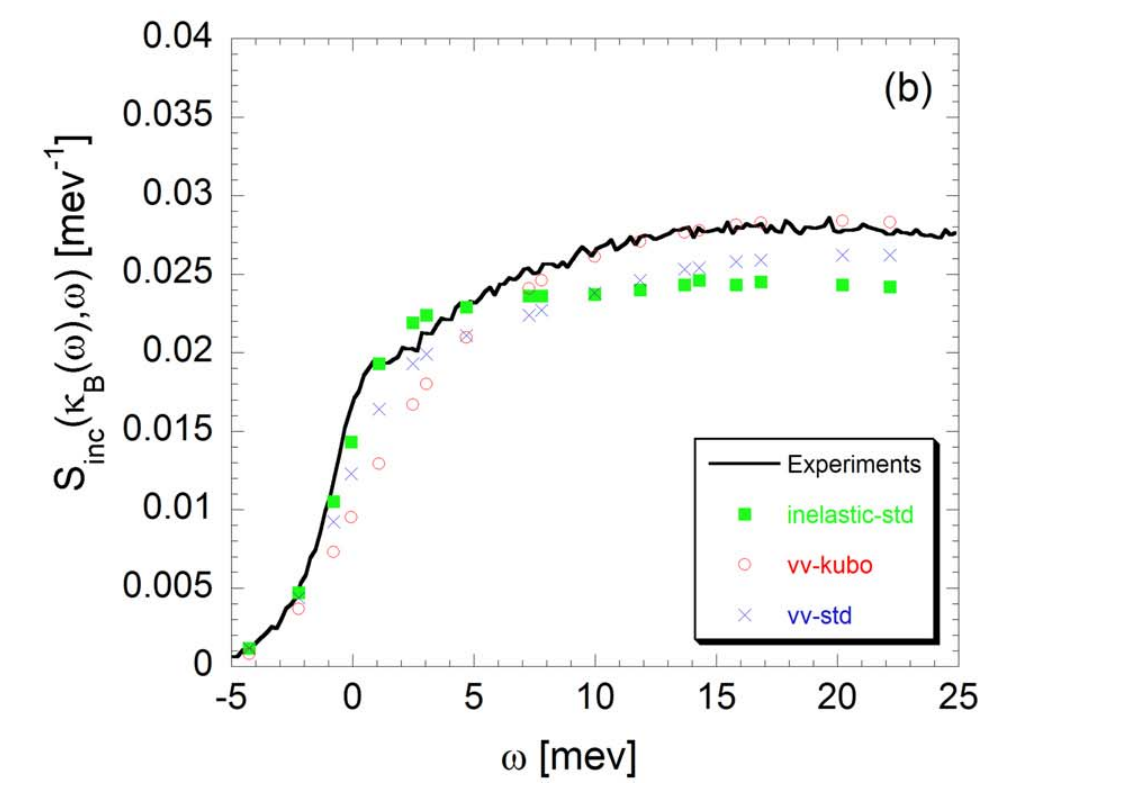 (b)
0.04
0.035
0.03
0.025
0.02
0.015
0.01
0.005
0
-5
0
5
10
15
20
25
S_inc(κ_B(ω),ω) [mev⁻¹]
ω [mev]
Experiments
inelastic-std
vv-kubo
vv-std